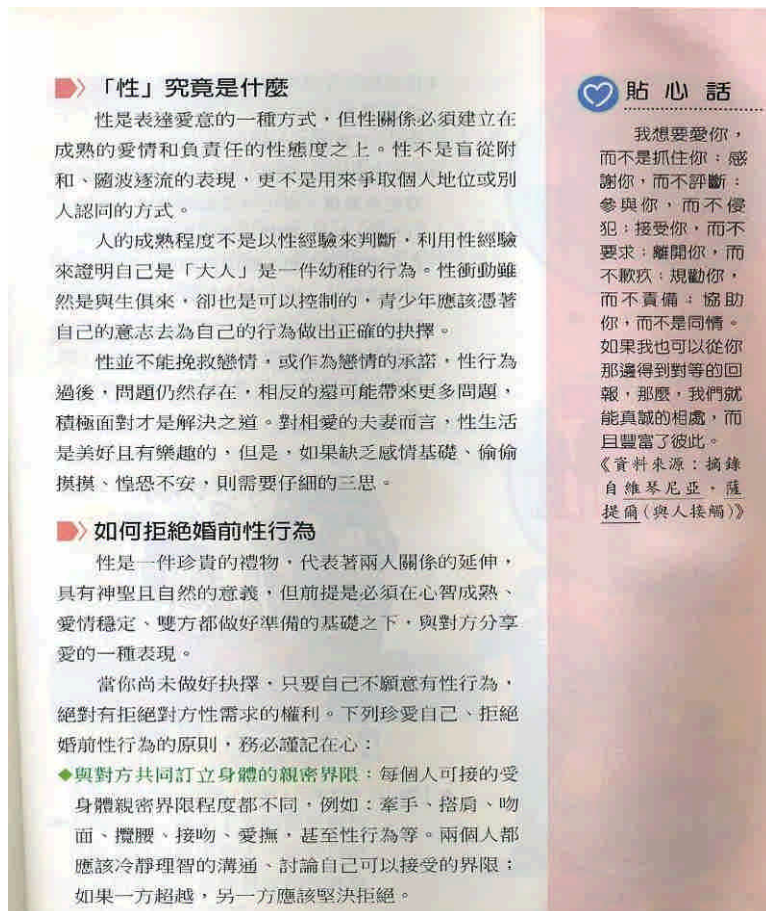 「性」究竟是什麼
性是表達愛意的一種方式,但性關係必須建立在
成熟的愛情和負責任的性態度之上。性不是盲從附
和、隨波逐流的表現,更不是用來爭取個人地位或別
人認同的方式。
人的成熟程度不是以性經驗來判斷,利用性經驗
來證明自己是「大人」是一件幼稚的行為。性衝動雖
然是與生俱來,卻也是可以控制的,青少年應該憑著
自己的意志去為自己的行為做出正確的抉擇。
性並不能挽救戀情,或作為戀情的承諾,性行為
過後,問題仍然存在,相反的還可能帶來更多問題,
積極面對才是解決之道。對相愛的夫妻而言,性生活
是美好且有樂趣的,但是,如果缺乏感情基礎、偷偷
摸摸、惶恐不安,則需要仔細的三思。
如何拒絕婚前性行為
性是一件珍貴的禮物,代表著兩人關係的延伸,
具有神聖且自然的意義,但前提是必須在心智成熟、
愛情穩定、雙方都做好準備的基礎之下,與對方分享
愛的一種表現。
當你尚未做好抉擇,只要自己不願意有性行為,
絕對有拒絕對方性需求的權利。下列珍愛自己、拒絕
婚前性行為的原則,務必謹記在心:
◆與對方共同訂立身體的親密界限:每個人可接的受
身體親密界限程度都不同,例如:牽手、搭肩、吻
面、攬腰、接吻、愛撫,甚至性行為等。兩個人都
應該冷靜理智的溝通、討論自己可以接受的界限;
如果一方超越,另一方應該堅決拒絕。
貼心話
我想要愛你,
而不是抓住你;感
謝你,而不評斷;
參與你,而不侵
犯;接受你,而不
要求;離開你,而
不歉疚;規勸你,
而不責備;協助
你,而不是同情。
如果我也可以從你
那邊得到對等的回
報,那麼,我們就
能真誠的相處,而
且豐富了彼此。
《資料來源:摘錄
自維琴尼亞.薩
提爾(與人接觸)》